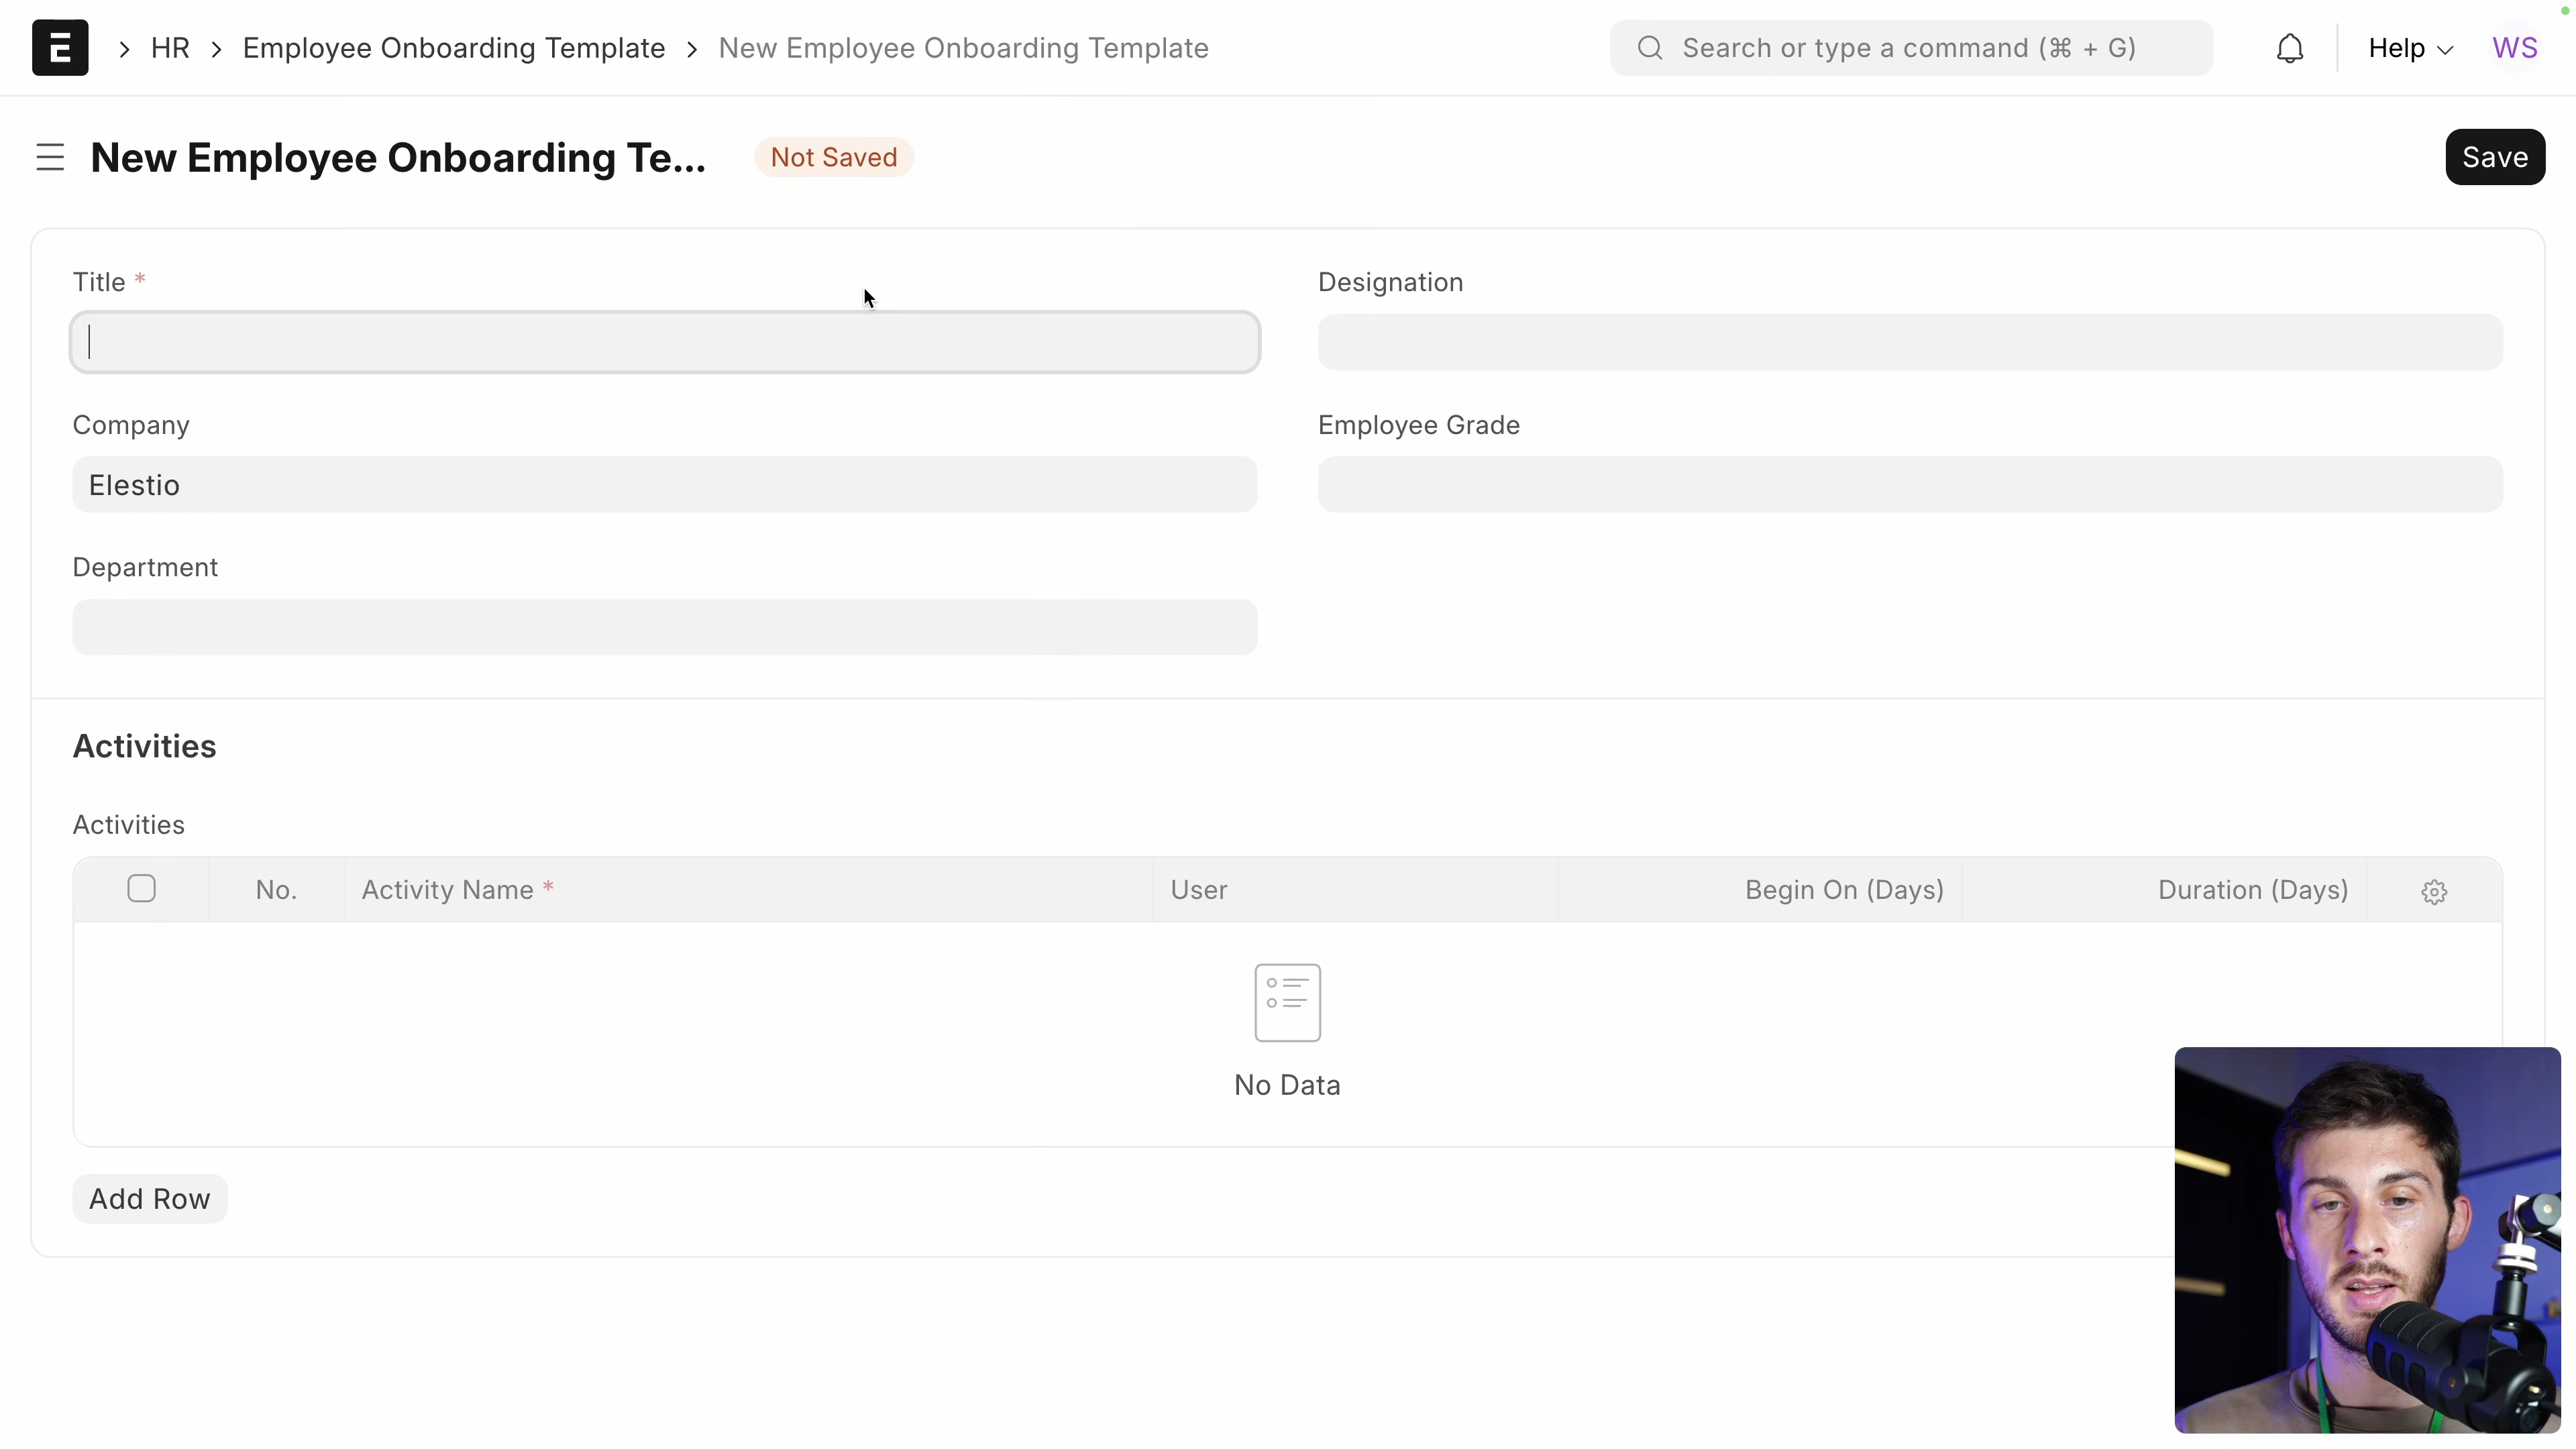 HR > Employee Onboarding Template > New Employee Onboarding Template
Search or type a command (⌘ + G)
Help
WS
New Employee Onboarding Te...
Not Saved
Save
Title *
Designation
Company
Employee Grade
Elestio
Department
Activities
Activities
No. Activity Name * User Begin On (Days) Duration (Days)
No Data
Add Row